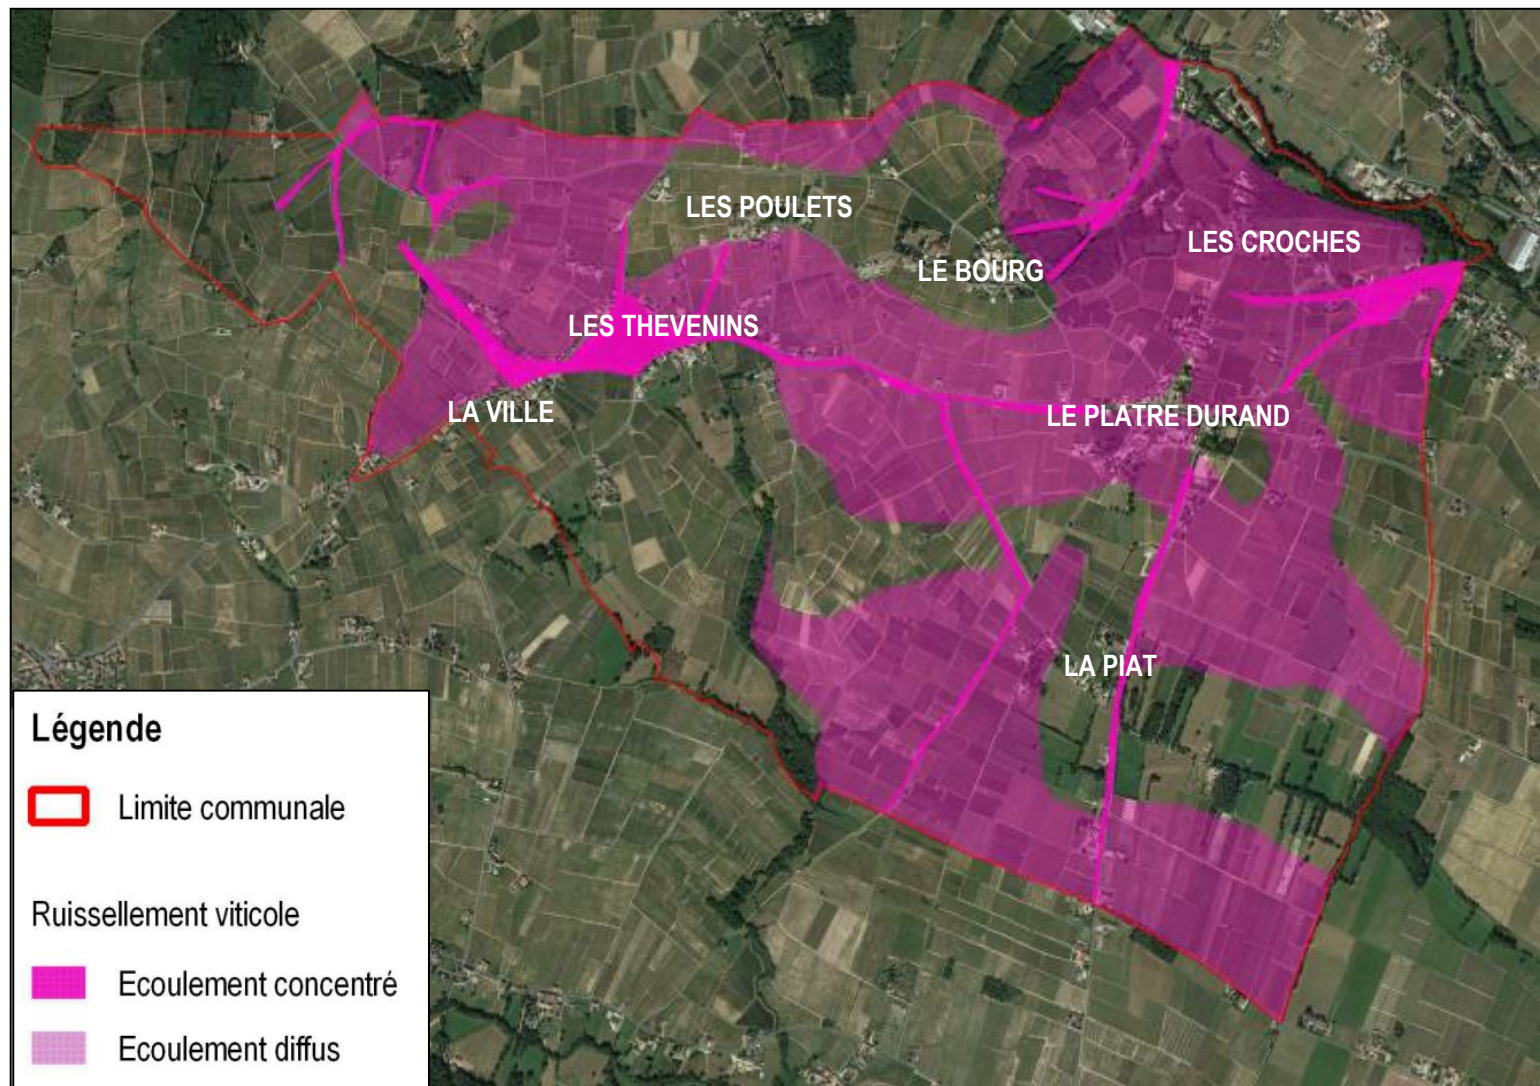 LES POULETS
LES CROCHES
LE BOURG
LES THEVENINS
LA VILLE
LE PLATRE DURAND
LA PIAT
Légende
Limite communale
Ruissellement viticole
Ecoulement concentré
Ecoulement diffus